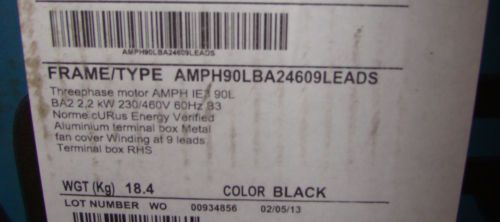 AMPH90LBA24609LEADS
FRAME/TYPE AMPH90LBA24609LEADS
Threephase motor AMPH IE3 90L
BA2 2,2 kW 230/460V 60Hz B3
Norme cURus Energy Verified
Aluminium terminal box Metal
fan cover Winding at 9 leads
Terminal box RHS
WGT (Kg) 18.4 COLOR BLACK
LOT NUMBER WO 00934856 02/05/13